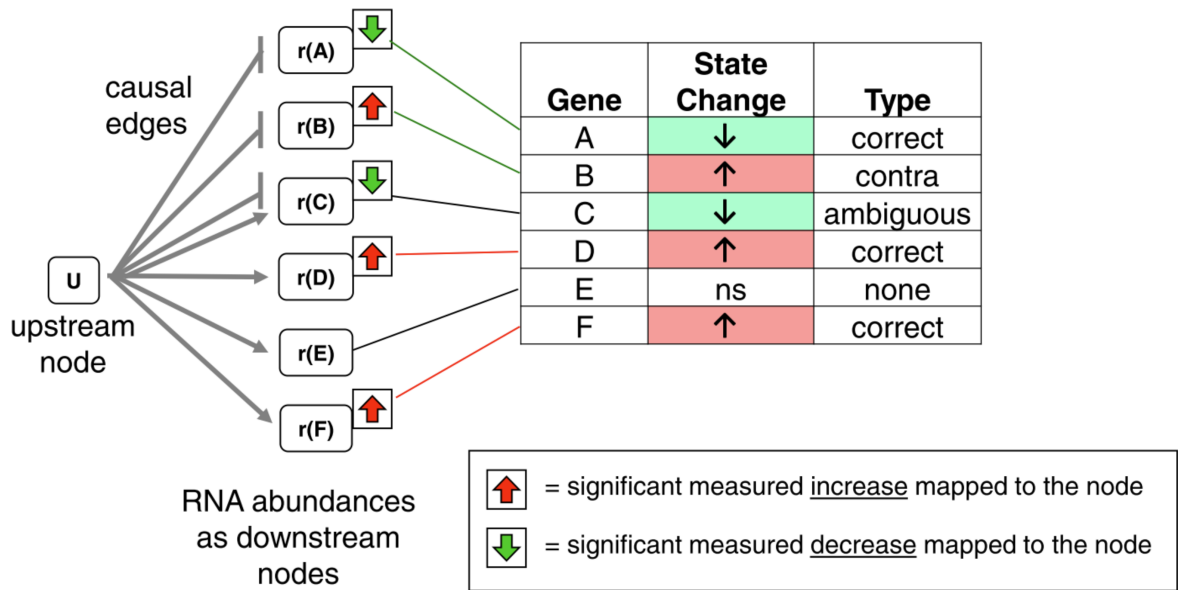 causal
edges
U
upstream
node
r(A)
r(B)
r(C)
r(D)
r(E)
r(F)
RNA abundances
as downstream
nodes
Gene State Change Type
A ↓ correct
B ↑ contra
C ↓ ambiguous
D ↑ correct
E ns none
F ↑ correct
= significant measured increase mapped to the node
= significant measured decrease mapped to the node